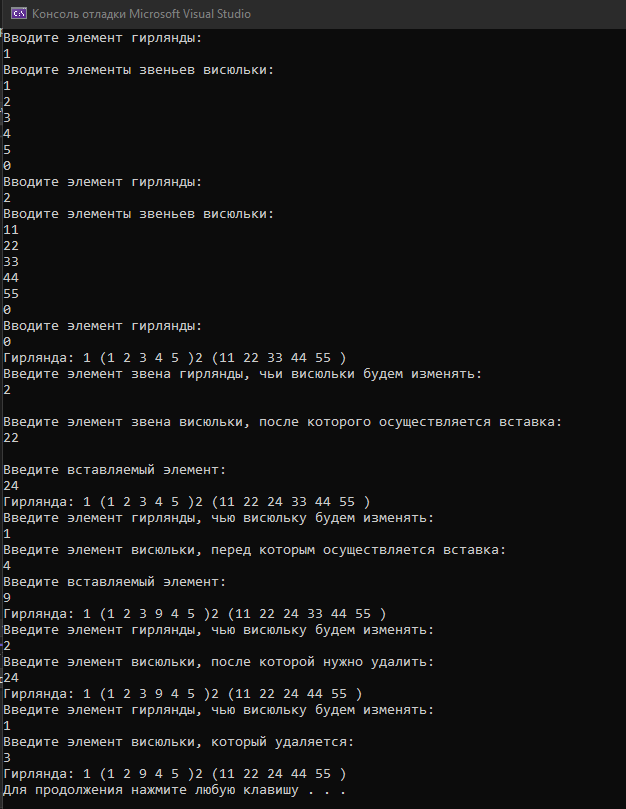 Консоль отладки Microsoft Visual Studio
Вводите элемент гирлянды:
1
Вводите элементы звеньев висюльки:
1
2
3
4
5
0
Вводите элемент гирлянды:
2
Вводите элементы звеньев висюльки:
11
22
33
44
55
0
Вводите элемент гирлянды:
0
Гирлянда: 1 (1 2 3 4 5 )2 (11 22 33 44 55 )
Введите элемент звена гирлянды, чьи висюльки будем изменять:
2
Введите элемент звена висюльки, после которого осуществляется вставка:
22
Введите вставляемый элемент:
24
Гирлянда: 1 (1 2 3 4 5 )2 (11 22 24 33 44 55 )
Введите элемент гирлянды, чью висюльку будем изменять:
1
Введите элемент висюльки, перед которым осуществляется вставка:
4
Введите вставляемый элемент:
9
Гирлянда: 1 (1 2 3 9 4 5 )2 (11 22 24 33 44 55 )
Введите элемент гирлянды, чью висюльку будем изменять:
2
Введите элемент висюльки, после которой нужно удалить:
24
Гирлянда: 1 (1 2 3 9 4 5 )2 (11 22 24 44 55 )
Введите элемент гирлянды, чью висюльку будем изменять:
1
Введите элемент висюльки, который удаляется:
3
Гирлянда: 1 (1 2 9 4 5 )2 (11 22 24 44 55 )
Для продолжения нажмите любую клавишу . . .